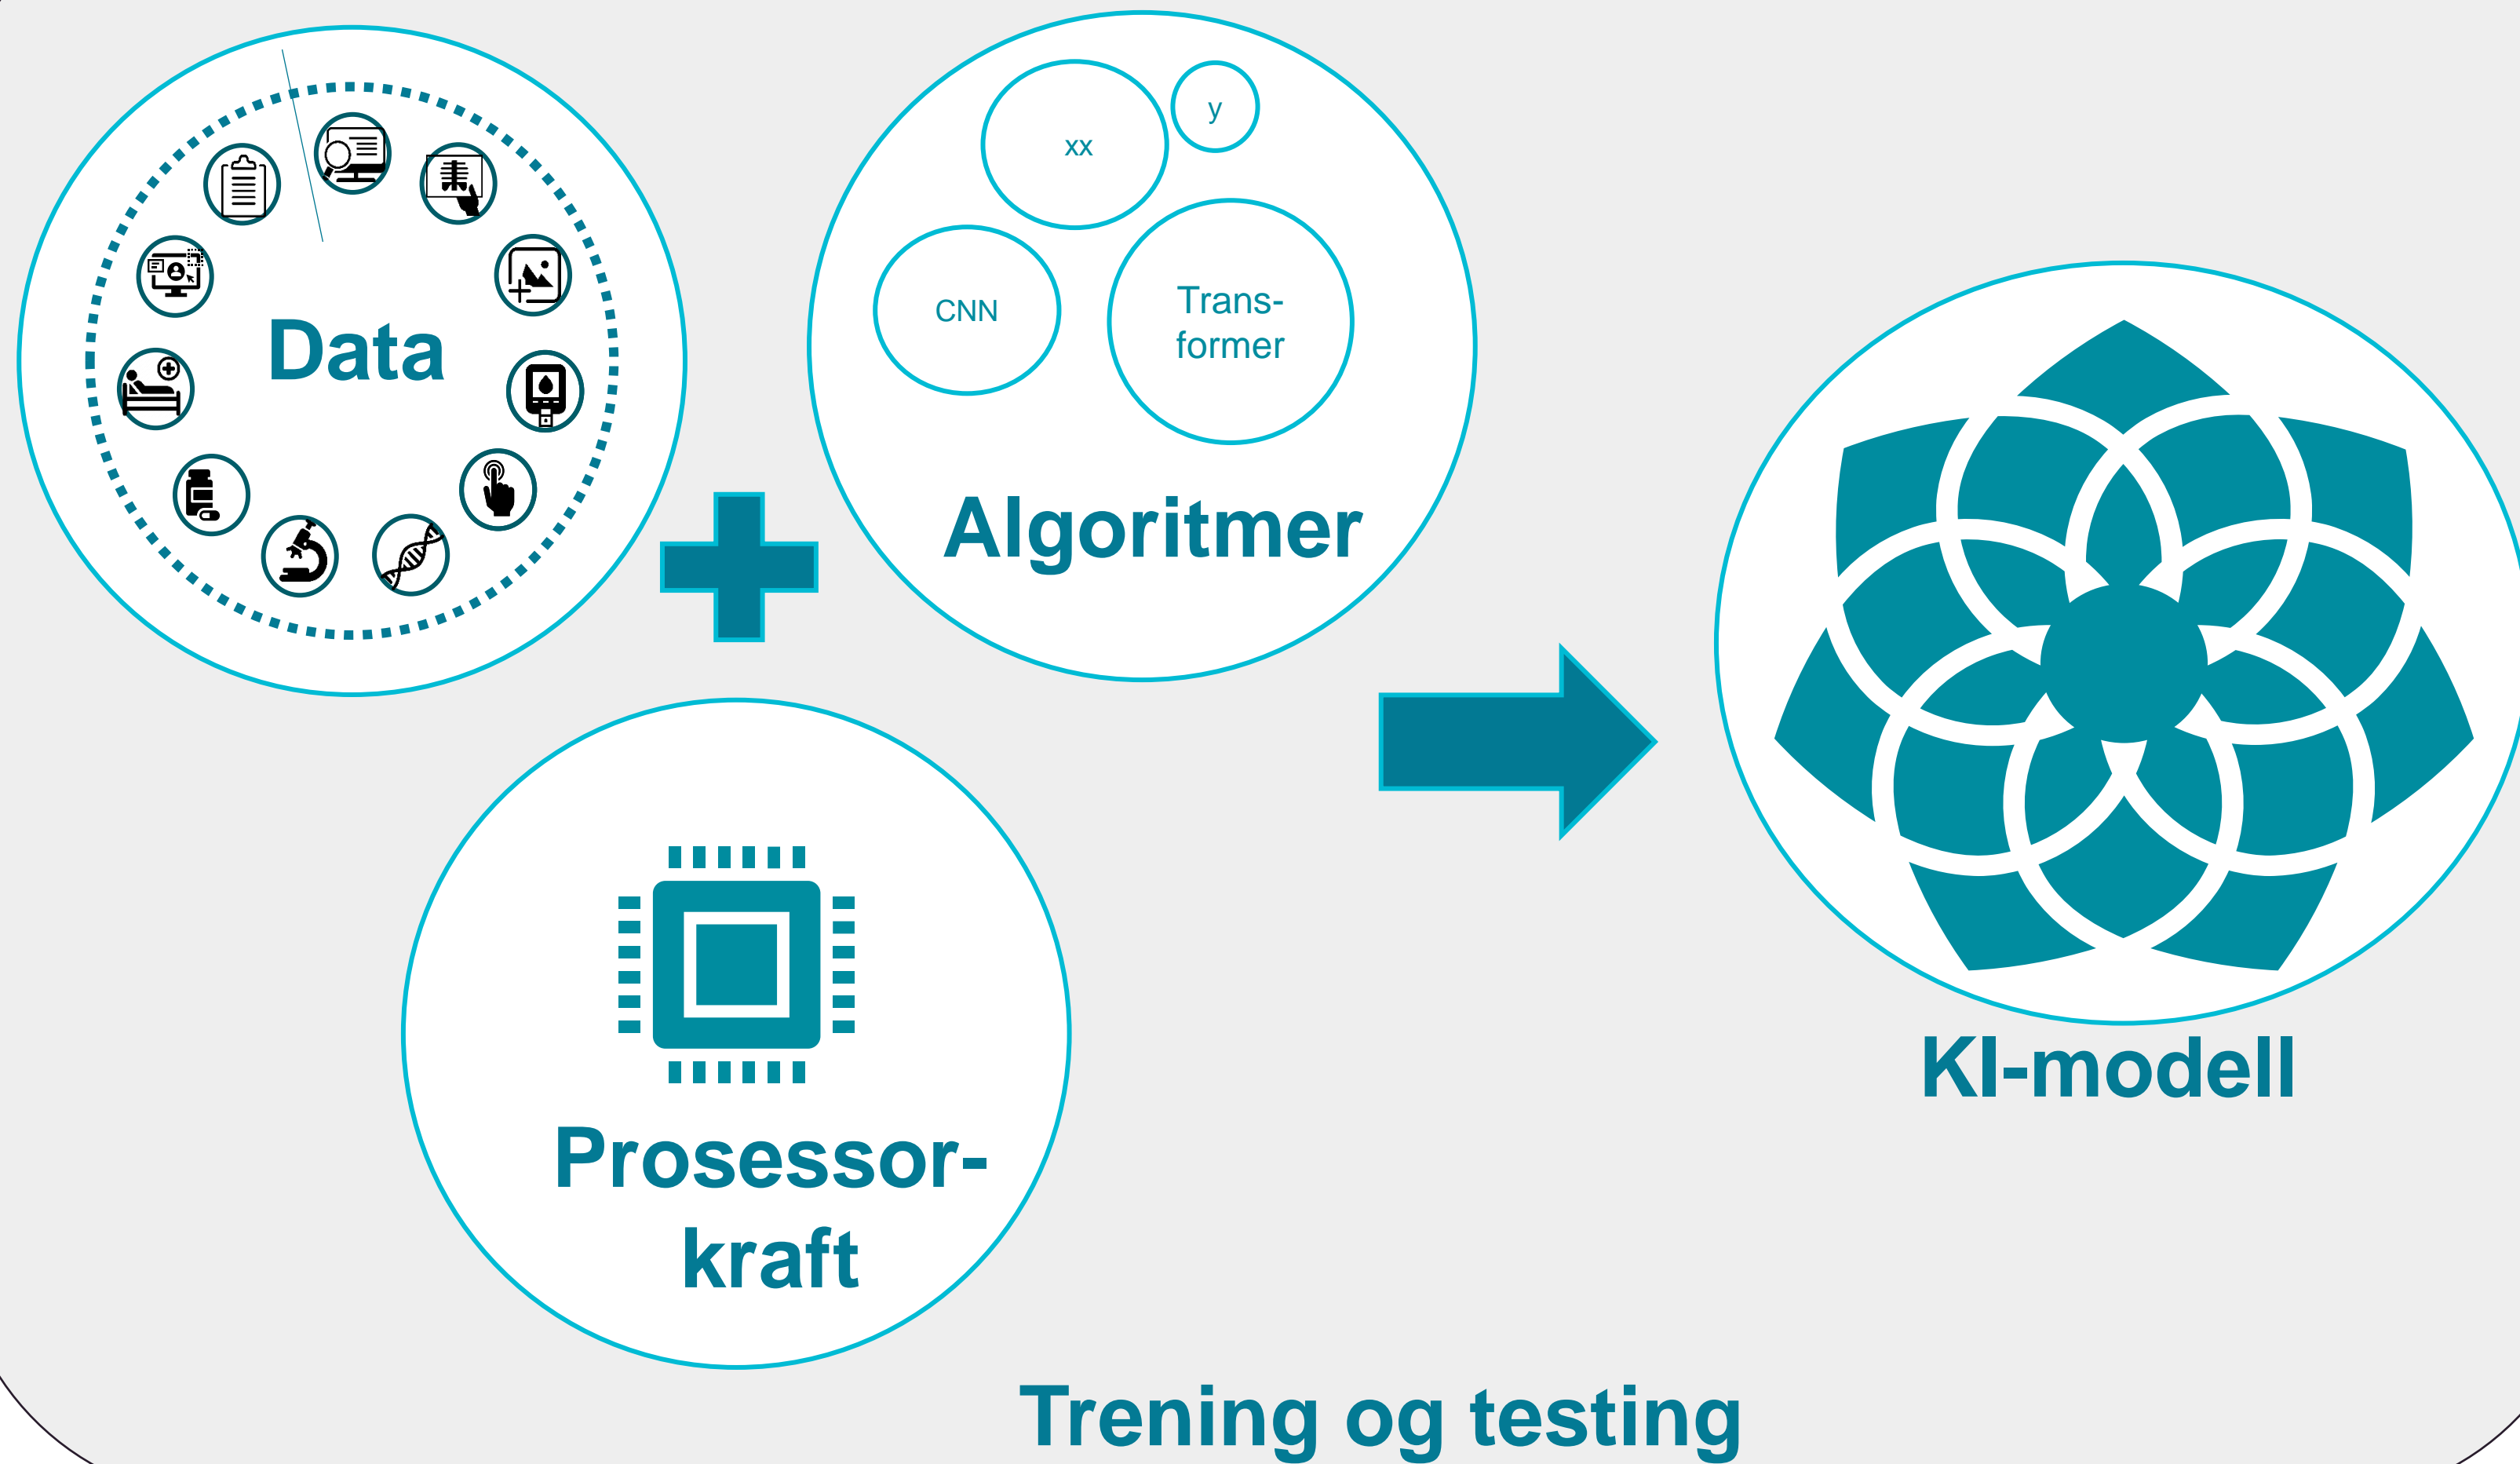 Data
xx
y
CNN
Trans-
former
Algoritmer
Prosessor-
kraft
KI-modell
Trening og testing